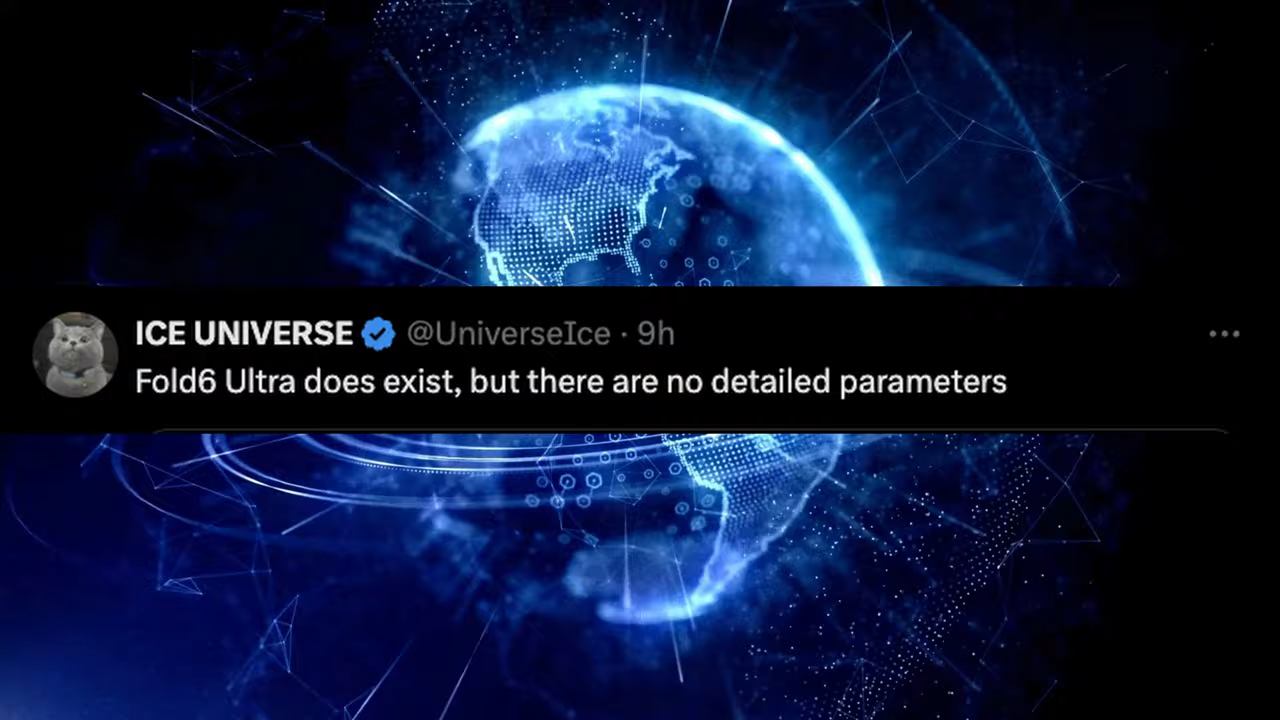 ICE UNIVERSE @UniverseIce · 9h
Fold6 Ultra does exist, but there are no detailed parameters